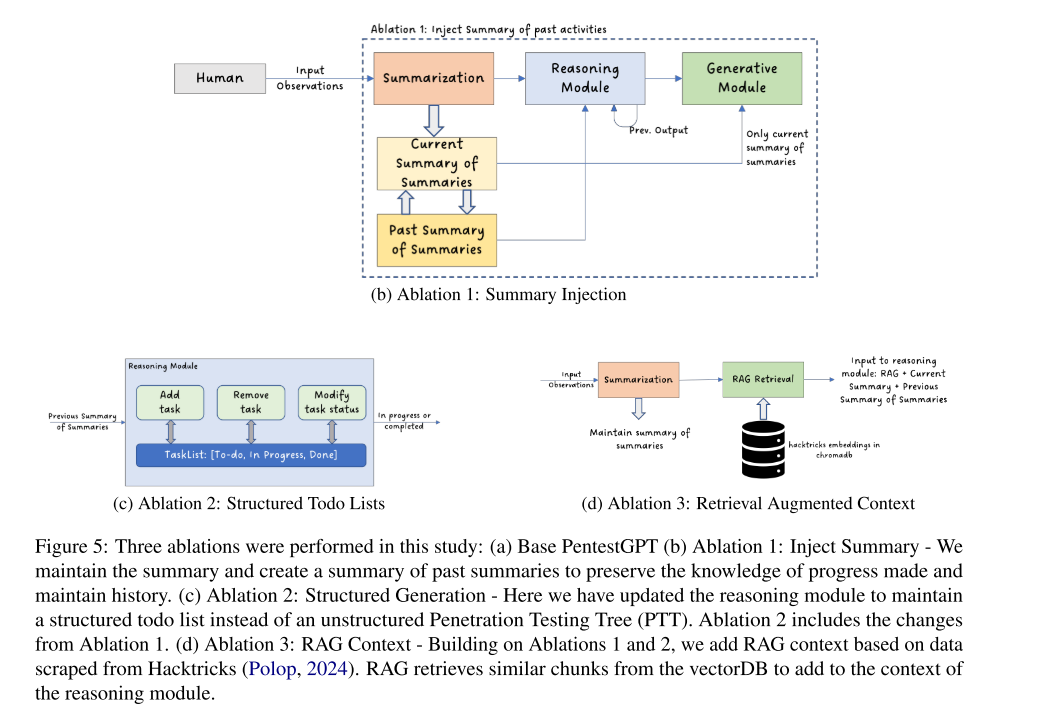 Ablation 1: Inject Summary of past activities
Human
Input
Observations
Summarization
Reasoning
Module
Generative
Module
Prev. Output
Only current
summary of
summaries
Current
Summary of
Summaries
Past Summary
of Summaries
(b) Ablation 1: Summary Injection
Reasoning Module
Add
task
Remove
task
Modify
task status
Previous Summary
of Summaries
In progress or
completed
TaskList: [To-do, In Progress, Done]
(c) Ablation 2: Structured Todo Lists
Input
Observations
Summarization
RAG Retrieval
Input to reasoning
module: RAG + Current
Summary + Previous
Summary of Summaries
Maintain summary of
summaries
hacktricks embeddings in
chromadb
(d) Ablation 3: Retrieval Augmented Context
Figure 5: Three ablations were performed in this study: (a) Base PentestGPT (b) Ablation 1: Inject Summary - We
maintain the summary and create a summary of past summaries to preserve the knowledge of progress made and
maintain history. (c) Ablation 2: Structured Generation - Here we have updated the reasoning module to maintain
a structured todo list instead of an unstructured Penetration Testing Tree (PTT). Ablation 2 includes the changes
from Ablation 1. (d) Ablation 3: RAG Context - Building on Ablations 1 and 2, we add RAG context based on data
scraped from Hacktricks (Polop, 2024). RAG retrieves similar chunks from the vectorDB to add to the context of
the reasoning module.